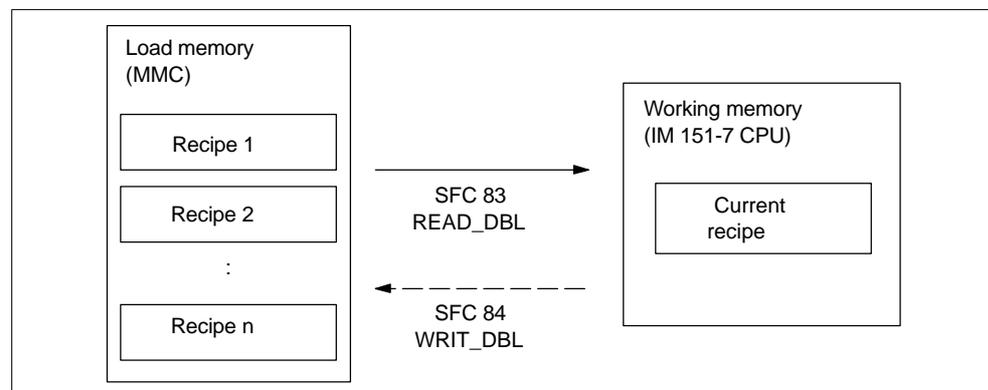 Load memory
(MMC)
Recipe 1
Recipe 2
:
Recipe n
SFC 83
READ_DBL
SFC 84
WRIT_DBL
Working memory
(IM 151-7 CPU)
Current
recipe